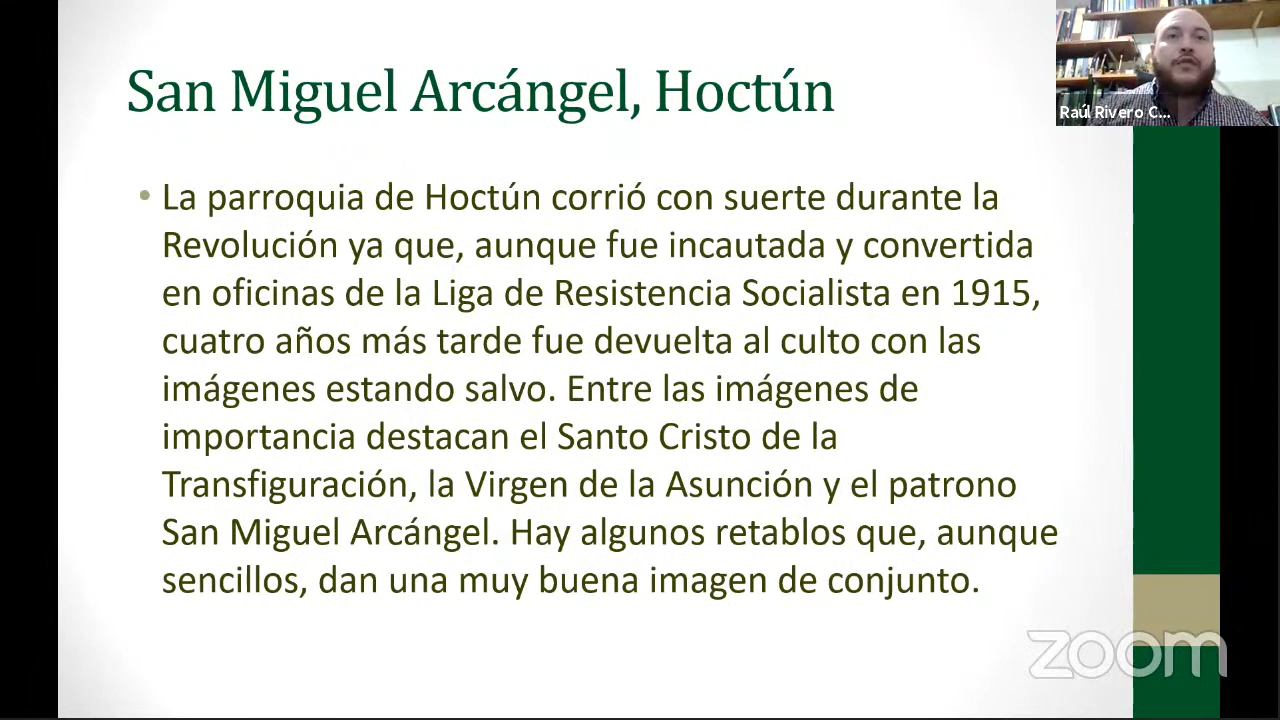 San Miguel Arcángel, Hoctún
Raúl Rivero C...
• La parroquia de Hoctún corrió con suerte durante la
Revolución ya que, aunque fue incautada y convertida
en oficinas de la Liga de Resistencia Socialista en 1915,
cuatro años más tarde fue devuelta al culto con las
imágenes estando salvo. Entre las imágenes de
importancia destacan el Santo Cristo de la
Transfiguración, la Virgen de la Asunción y el patrono
San Miguel Arcángel. Hay algunos retablos que, aunque
sencillos, dan una muy buena imagen de conjunto.
zoom